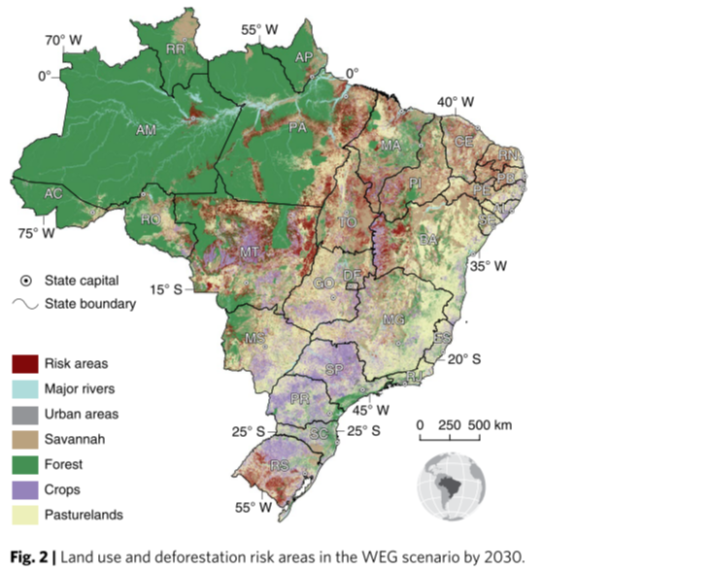 70° W
55° W
RR
AP
0°
0°
40° W
AM
PA
MA
CE
RN
PB
PE
PI
AC
RO
TO
BA
SE
75° W
MT
35° W
GO
DF
15° S
MG
MS
ES
20° S
SP
RJ
PR
45° W
25° S
SC
25° S
RS
55° W
State capital
State boundary
Risk areas
Major rivers
Urban areas
Savannah
Forest
Crops
Pasturelands
0 250 500 km
Fig. 2 | Land use and deforestation risk areas in the WEG scenario by 2030.